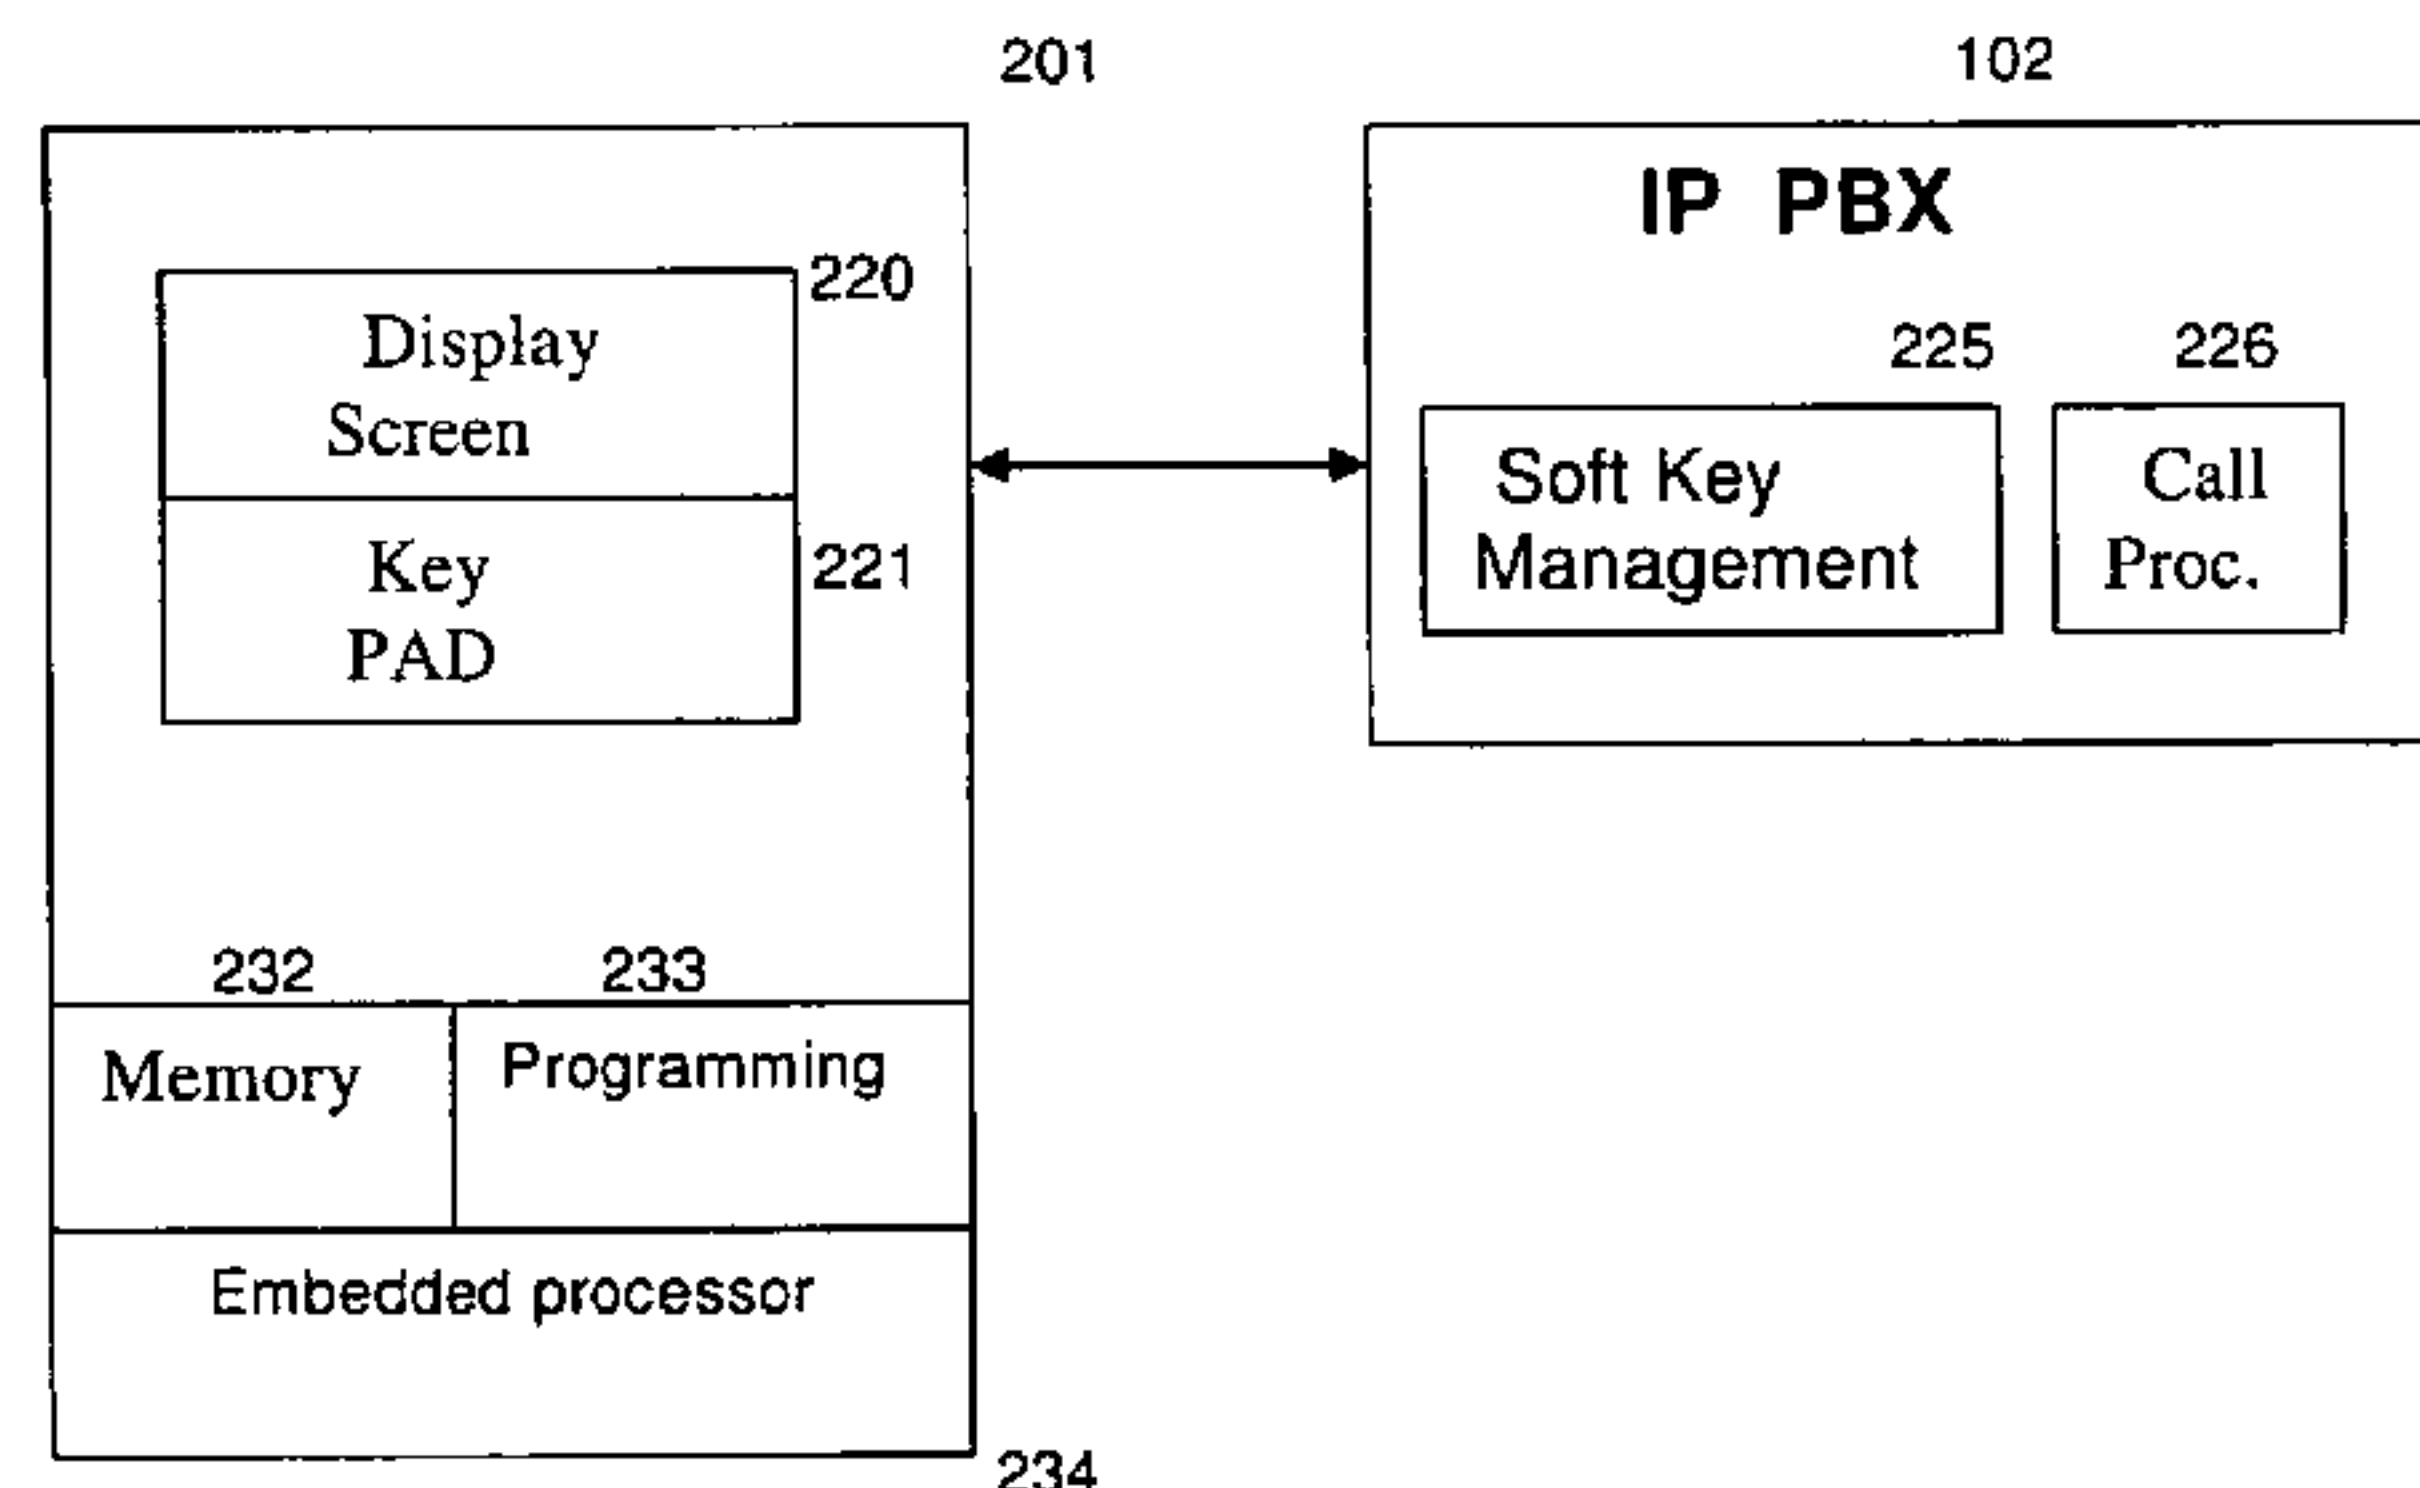 201
102
IP PBX
220
Display
Screen
225
226
Soft Key
Management
Call
Proc.
Key
PAD
221
232
233
Memory
Programming
Embedded processor
234